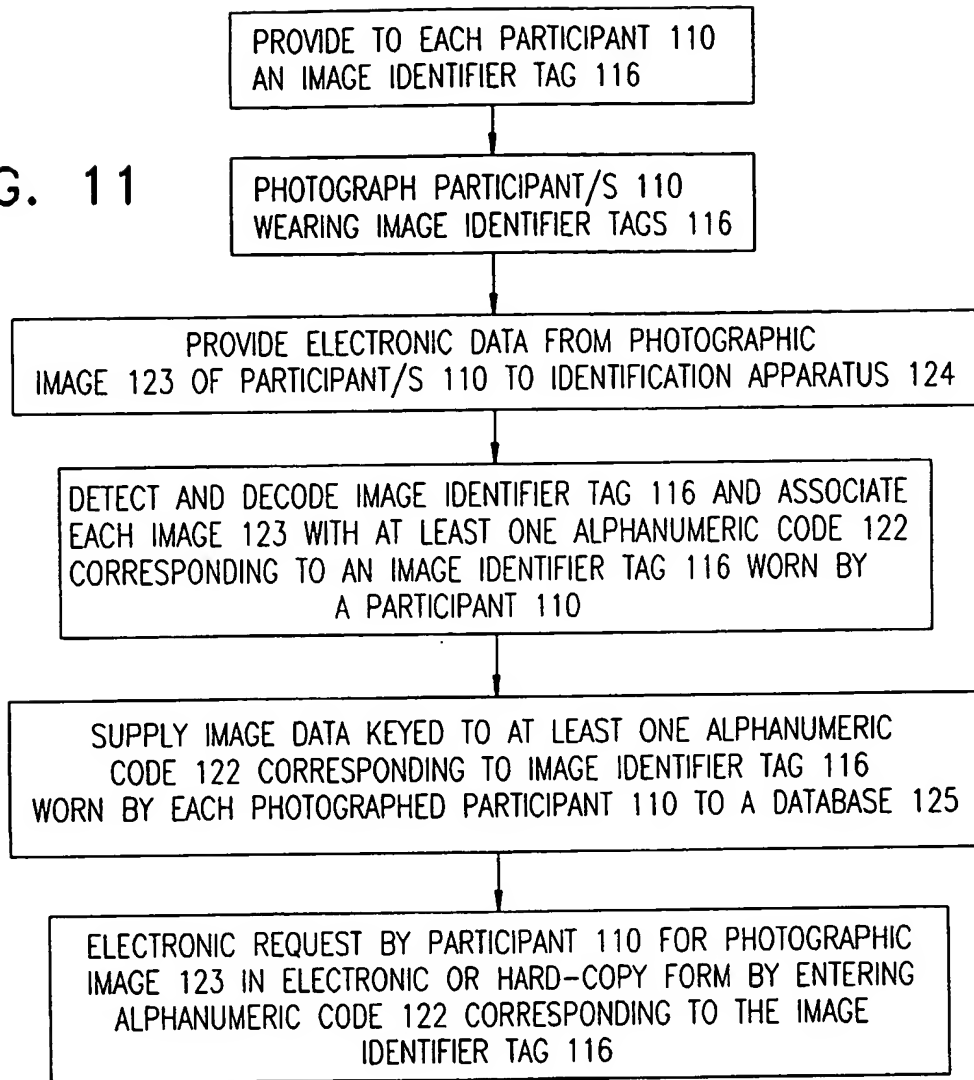 PROVIDE TO EACH PARTICIPANT 110
AN IMAGE IDENTIFIER TAG 116
G. 11
PHOTOGRAPH PARTICIPANT/S 110
WEARING IMAGE IDENTIFIER TAGS 116
PROVIDE ELECTRONIC DATA FROM PHOTOGRAPHIC
IMAGE 123 OF PARTICIPANT/S 110 TO IDENTIFICATION APPARATUS 124
DETECT AND DECODE IMAGE IDENTIFIER TAG 116 AND ASSOCIATE
EACH IMAGE 123 WITH AT LEAST ONE ALPHANUMERIC CODE 122
CORRESPONDING TO AN IMAGE IDENTIFIER TAG 116 WORN BY
A PARTICIPANT 110
SUPPLY IMAGE DATA KEYED TO AT LEAST ONE ALPHANUMERIC
CODE 122 CORRESPONDING TO IMAGE IDENTIFIER TAG 116
WORN BY EACH PHOTOGRAPHED PARTICIPANT 110 TO A DATABASE 125
ELECTRONIC REQUEST BY PARTICIPANT 110 FOR PHOTOGRAPHIC
IMAGE 123 IN ELECTRONIC OR HARD-COPY FORM BY ENTERING
ALPHANUMERIC CODE 122 CORRESPONDING TO THE IMAGE
IDENTIFIER TAG 116